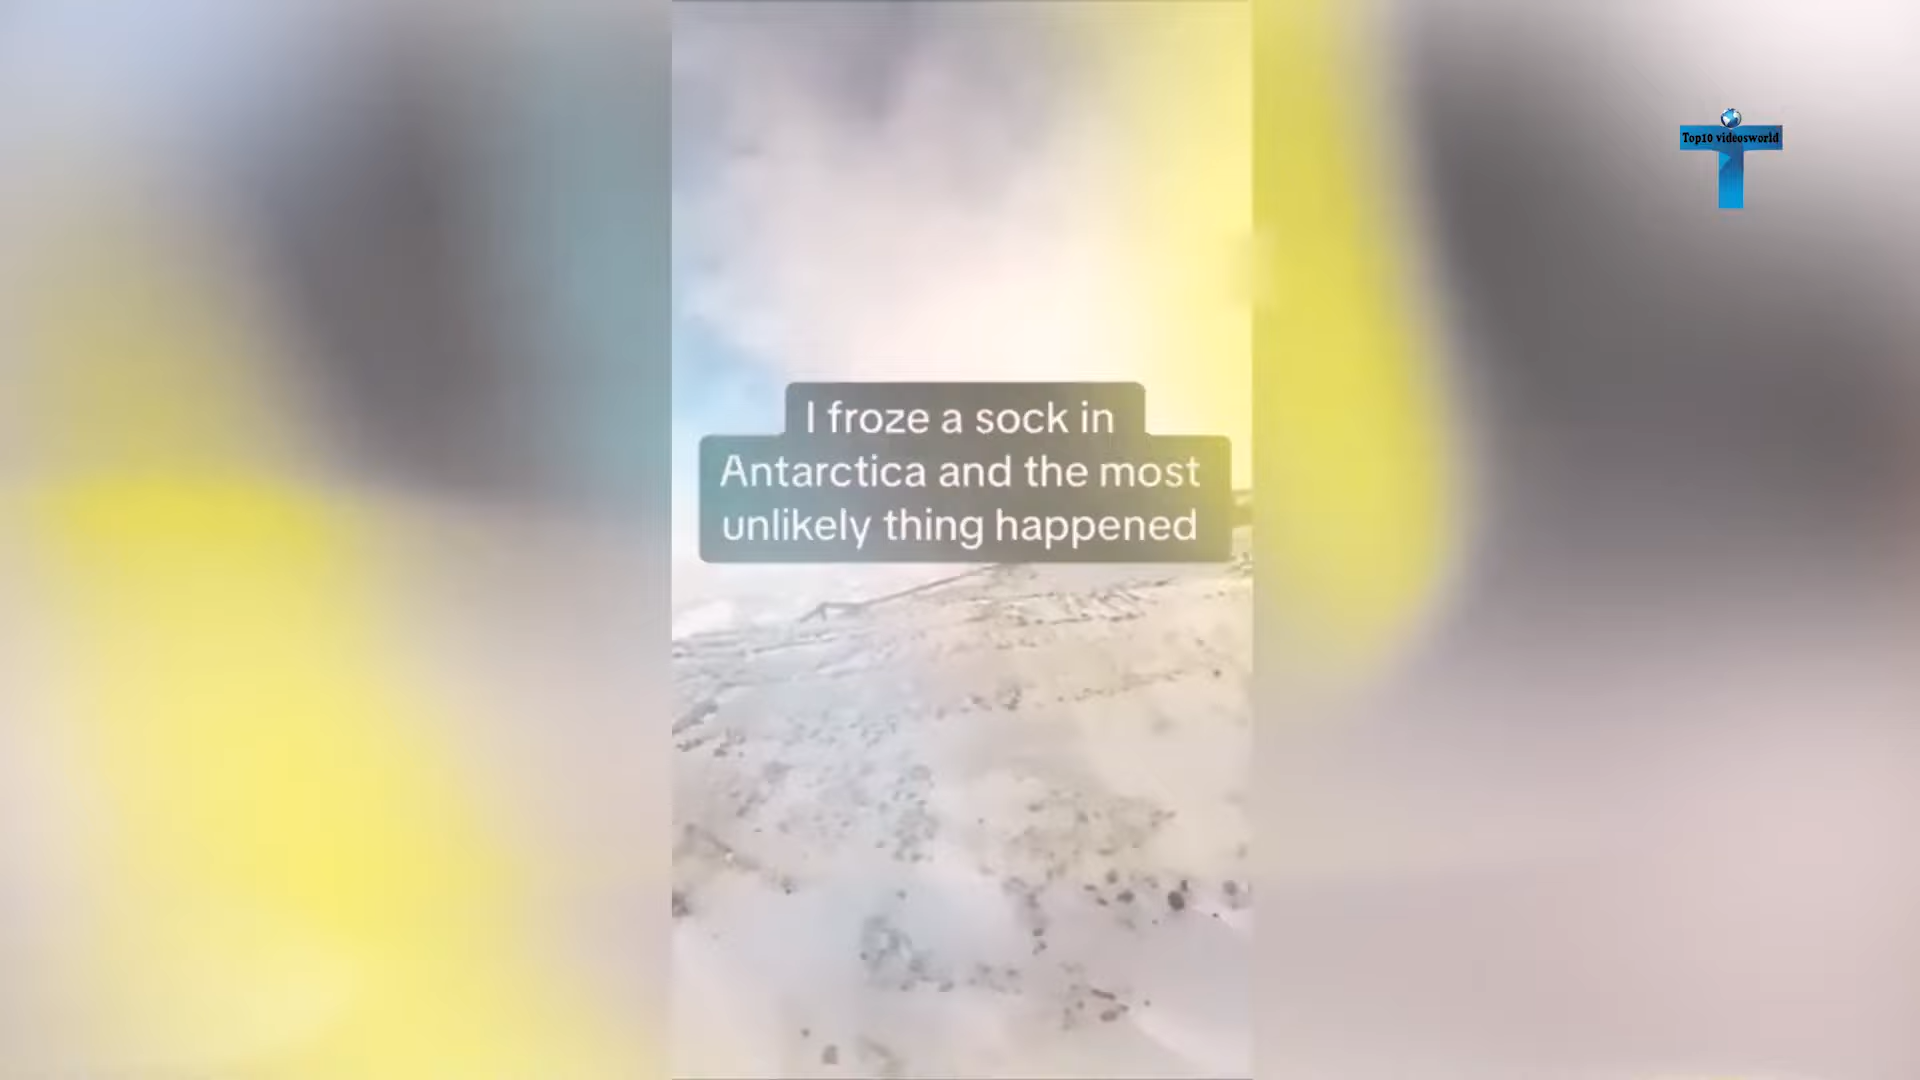 I froze a sock in
Antarctica and the most
unlikely thing happened
Top10 videosworld